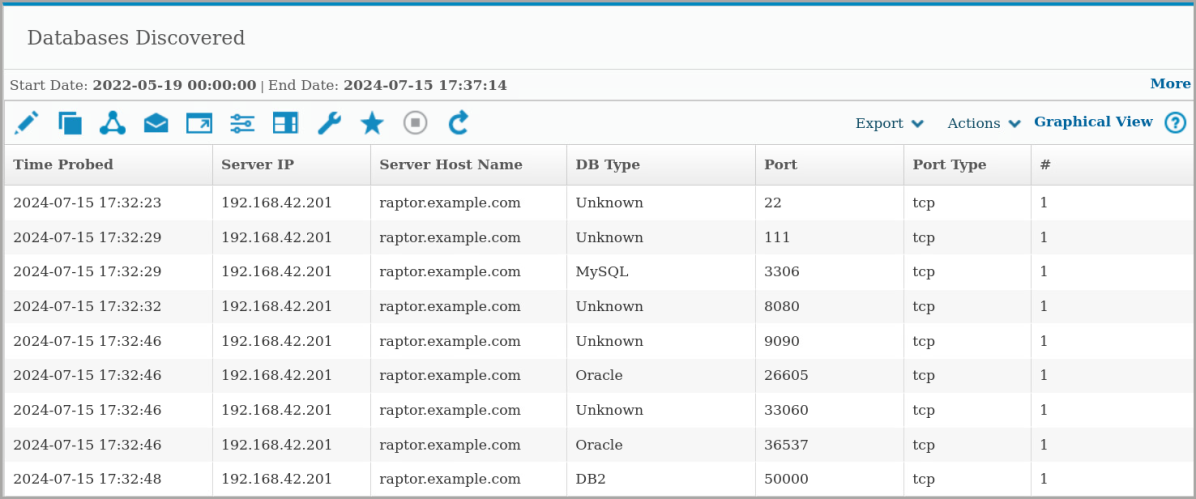 Databases Discovered
Start Date: 2022-05-19 00:00:00 | End Date: 2024-07-15 17:37:14 More
Export Actions Graphical View ?
Time Probed Server IP Server Host Name DB Type Port Port Type #
2024-07-15 17:32:23 192.168.42.201 raptor.example.com Unknown 22 tcp 1
2024-07-15 17:32:29 192.168.42.201 raptor.example.com Unknown 111 tcp 1
2024-07-15 17:32:29 192.168.42.201 raptor.example.com MySQL 3306 tcp 1
2024-07-15 17:32:32 192.168.42.201 raptor.example.com Unknown 8080 tcp 1
2024-07-15 17:32:46 192.168.42.201 raptor.example.com Unknown 9090 tcp 1
2024-07-15 17:32:46 192.168.42.201 raptor.example.com Oracle 26605 tcp 1
2024-07-15 17:32:46 192.168.42.201 raptor.example.com Unknown 33060 tcp 1
2024-07-15 17:32:46 192.168.42.201 raptor.example.com Oracle 36537 tcp 1
2024-07-15 17:32:48 192.168.42.201 raptor.example.com DB2 50000 tcp 1